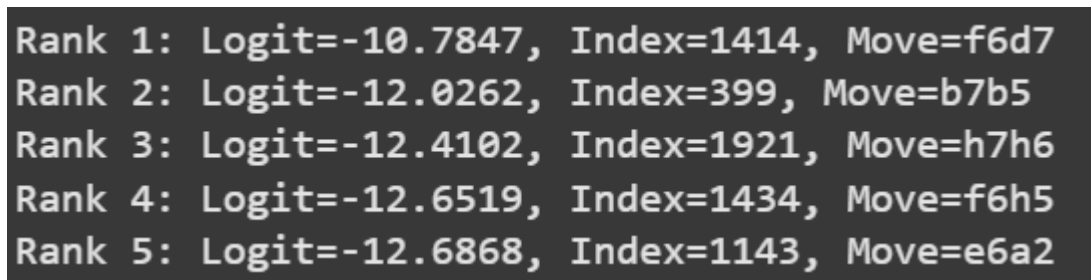 Rank 1: Logit=-10.7847, Index=1414, Move=f6d7
Rank 2: Logit=-12.0262, Index=399, Move=b7b5
Rank 3: Logit=-12.4102, Index=1921, Move=h7h6
Rank 4: Logit=-12.6519, Index=1434, Move=f6h5
Rank 5: Logit=-12.6868, Index=1143, Move=e6a2